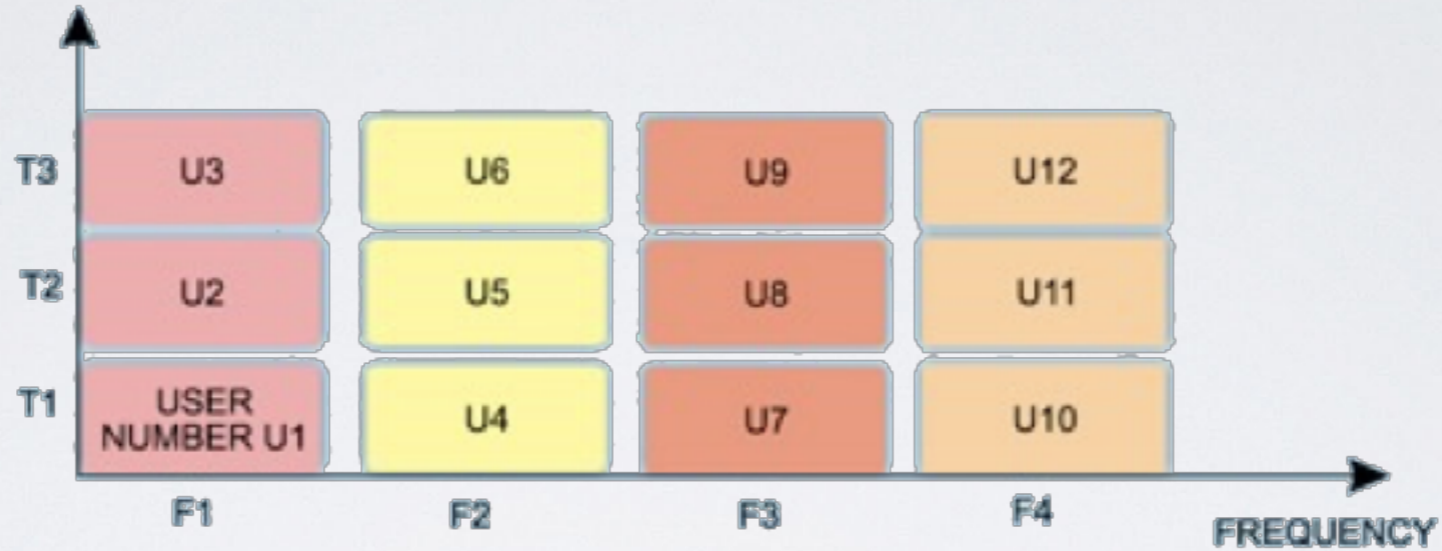 T3
U3
U6
U9
U12
T2
U2
U5
U8
U11
T1
USER
NUMBER U1
U4
U7
U10
F1
F2
F3
F4
FREQUENCY